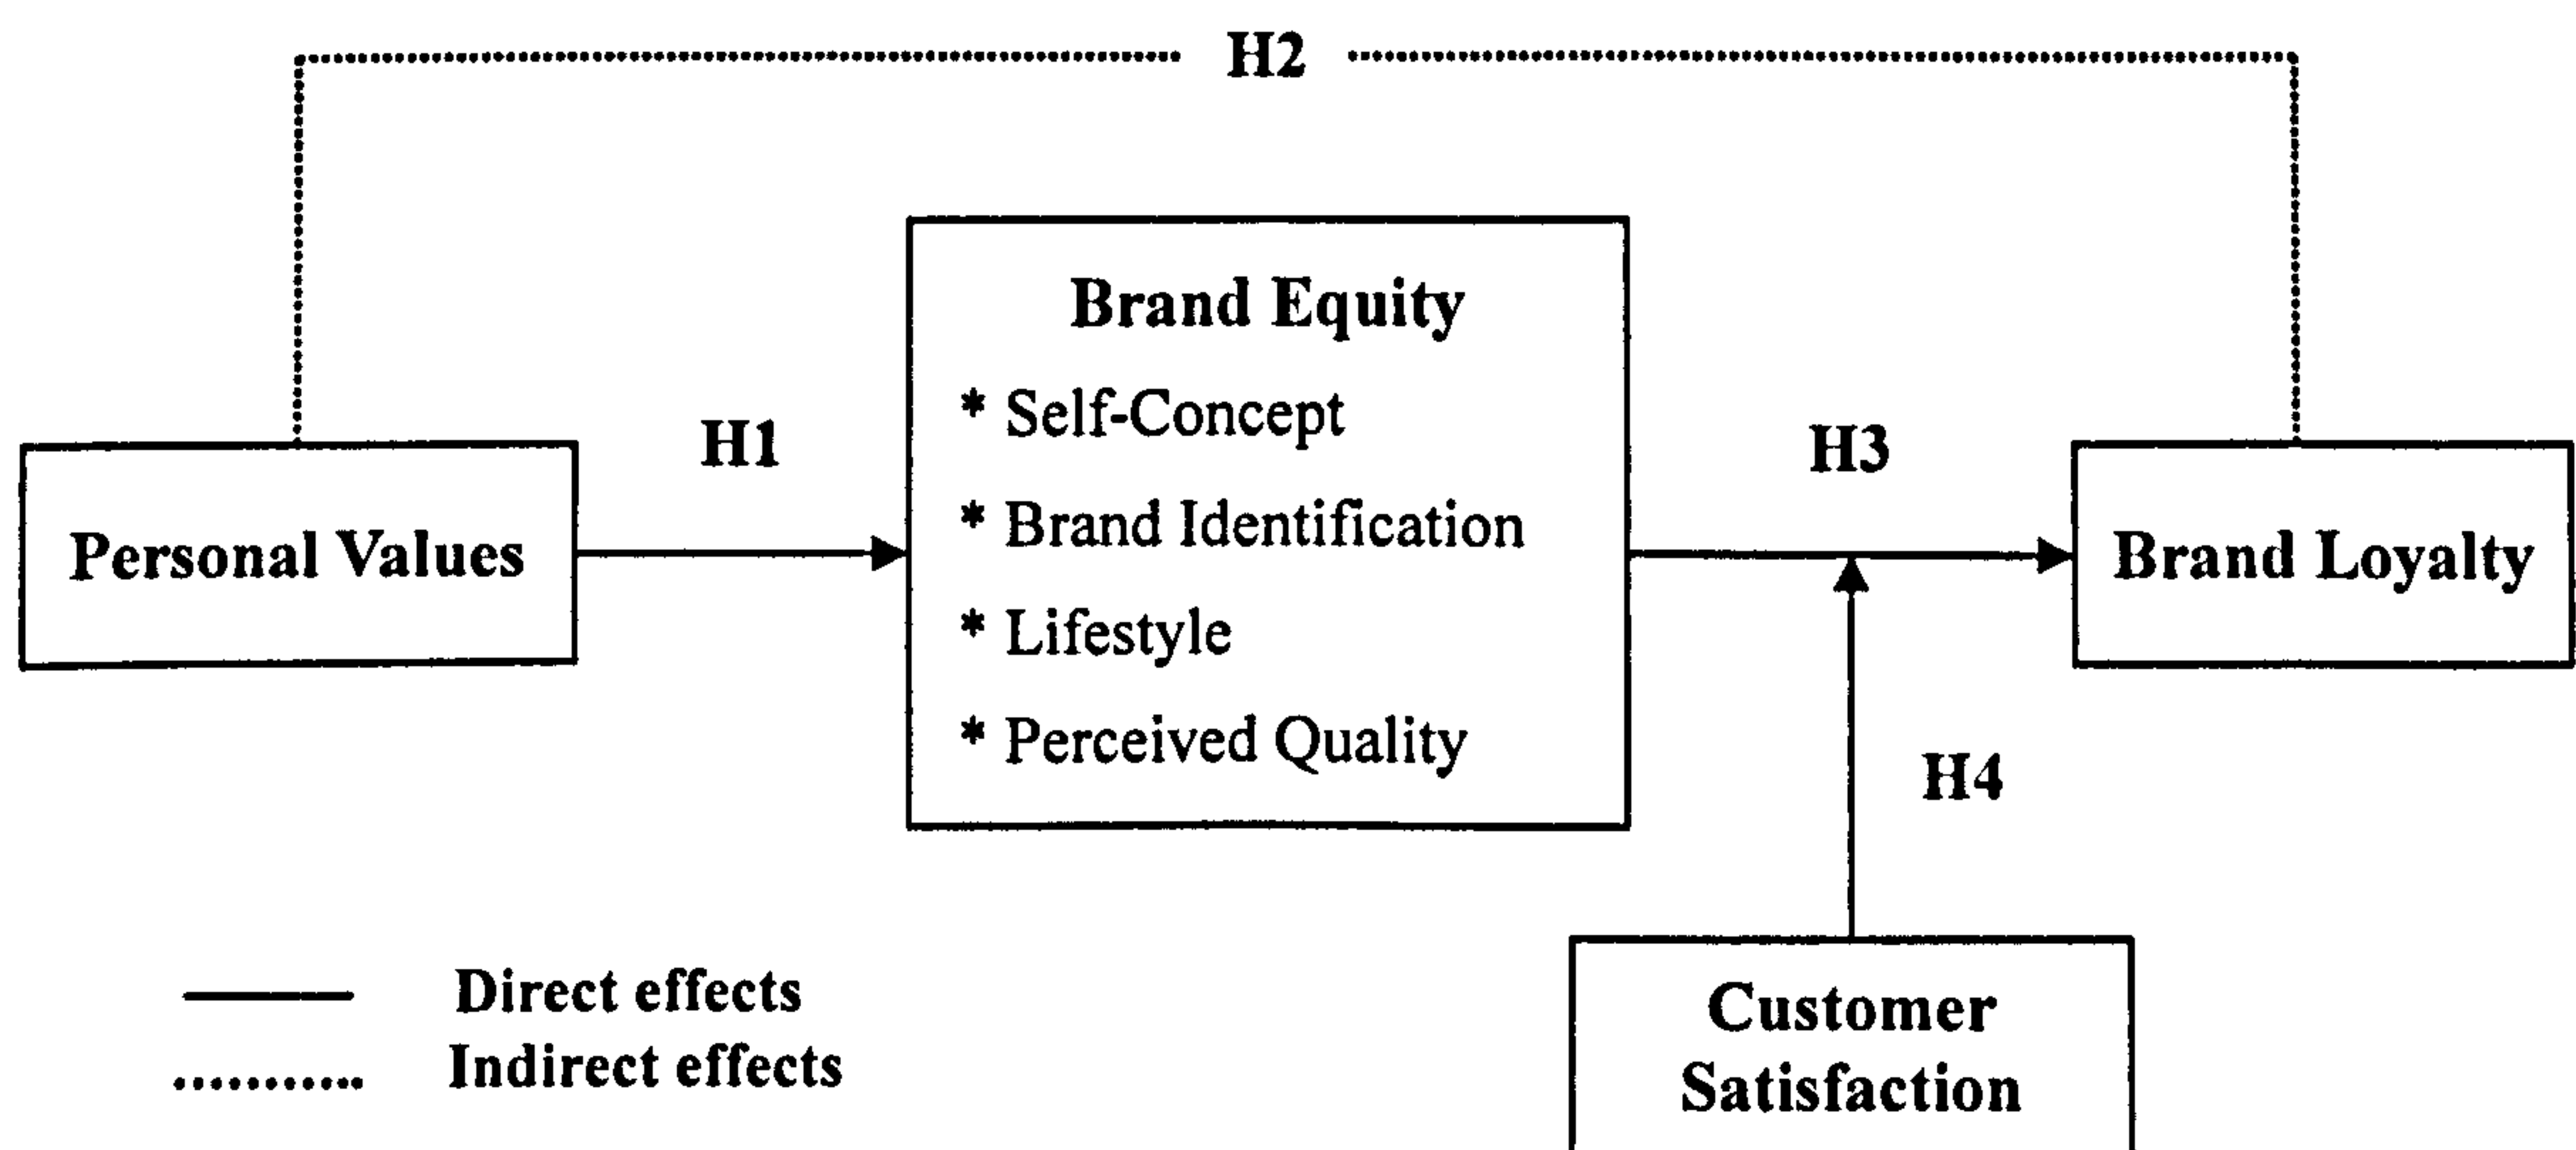 H2
Brand Equity
* Self-Concept
* Brand Identification
* Lifestyle
* Perceived Quality
H1
Personal Values
H3
Brand Loyalty
H4
Customer
Satisfaction
Direct effects
Indirect effects